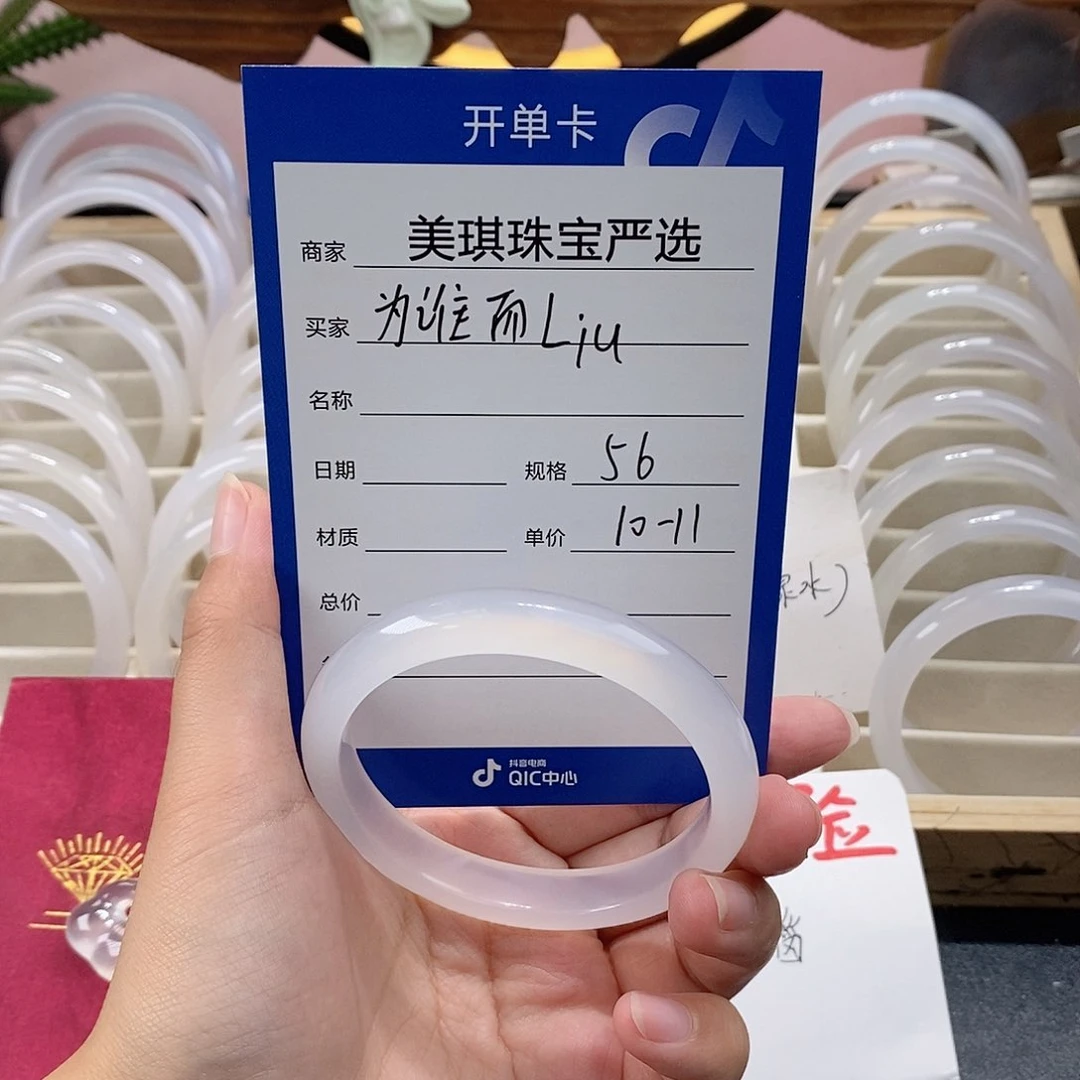 开单卡
商家 美琪珠宝严选
买家 为谁而Liu
名称
日期 规格 56
材质 单价 10-11
总价
抖音电商
QIC中心
水)
验